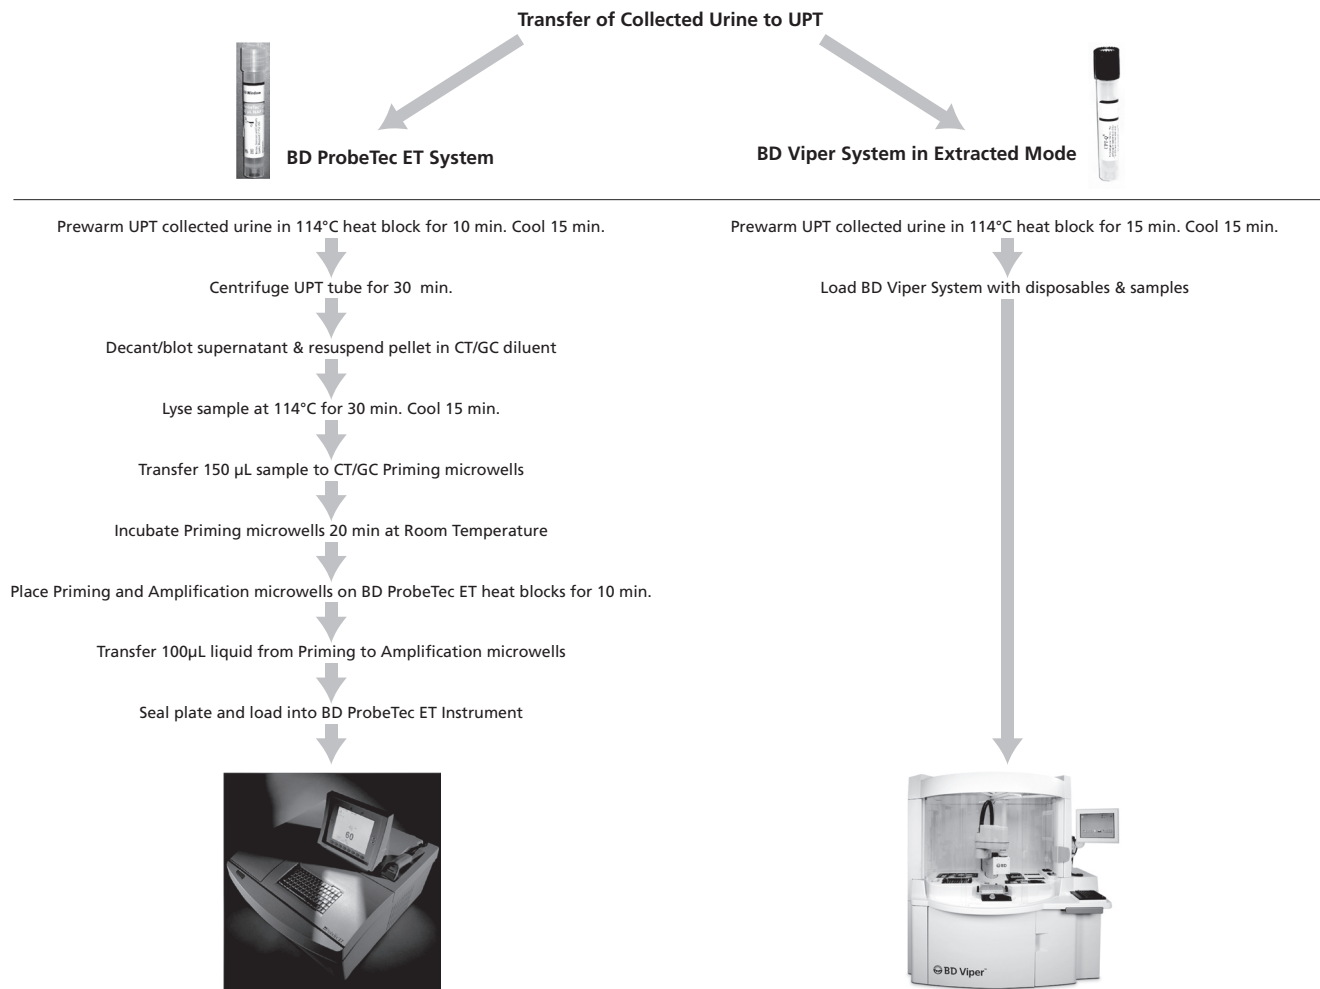 Transfer of Collected Urine to UPT
BD ProbeTec ET System
BD Viper System in Extracted Mode
Prewarm UPT collected urine in 114°C heat block for 10 min. Cool 15 min.
Centrifuge UPT tube for 30 min.
Decant/blot supernatant & resuspend pellet in CT/GC diluent
Lyse sample at 114°C for 30 min. Cool 15 min.
Transfer 150 µL sample to CT/GC Priming microwells
Incubate Priming microwells 20 min at Room Temperature
Place Priming and Amplification microwells on BD ProbeTec ET heat blocks for 10 min.
Transfer 100µL liquid from Priming to Amplification microwells
Seal plate and load into BD ProbeTec ET Instrument
60
Prewarm UPT collected urine in 114°C heat block for 15 min. Cool 15 min.
Load BD Viper System with disposables & samples
BD
BD Viper™